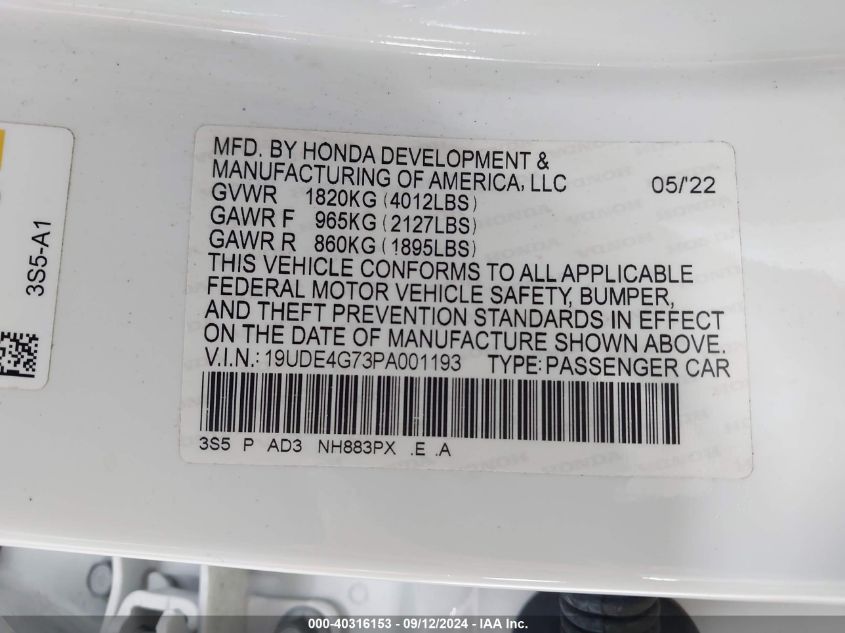 MFD. BY HONDA DEVELOPMENT &
MANUFACTURING OF AMERICA, LLC 05/'22
GVWR 1820KG (4012LBS)
GAWR F 965KG (2127LBS)
GAWR R 860KG (1895LBS)
THIS VEHICLE CONFORMS TO ALL APPLICABLE
FEDERAL MOTOR VEHICLE SAFETY, BUMPER,
AND THEFT PREVENTION STANDARDS IN EFFECT
ON THE DATE OF MANUFACTURE SHOWN ABOVE.
V.I.N.: 19UDE4G73PA001193 TYPE: PASSENGER CAR
3S5 P AD3 NH883PX .E .A
3S5-A1
© - 40316153 - 09/12/2024 - IAA Inc.